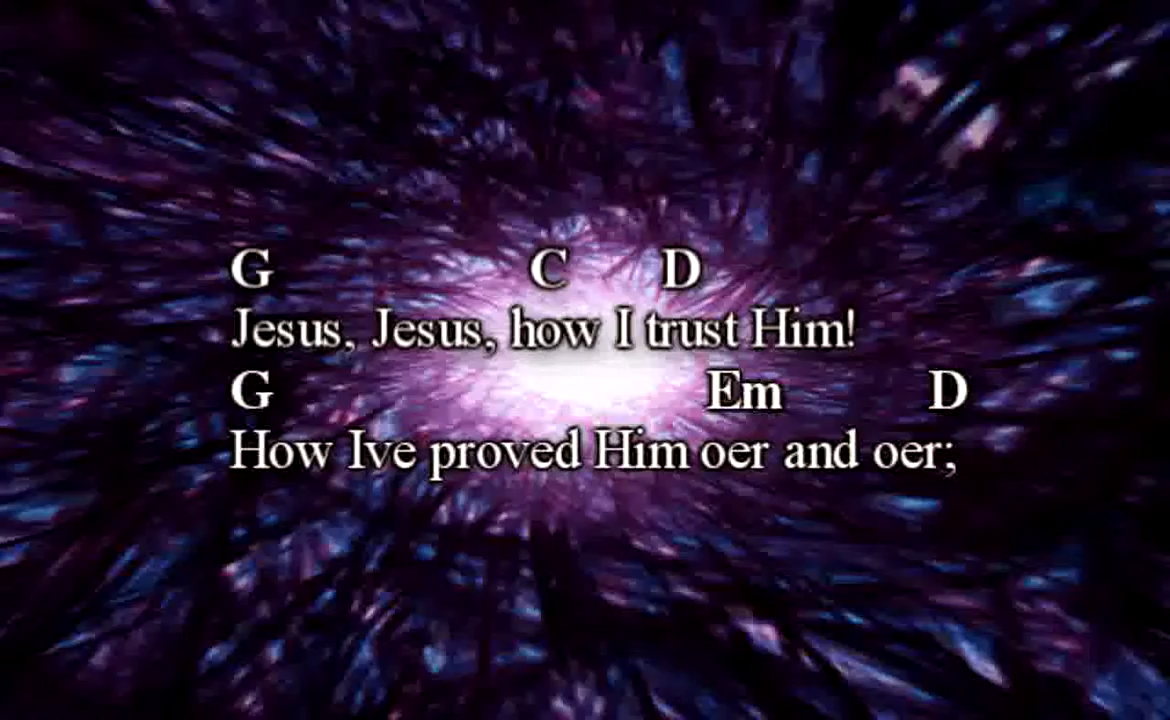 G C D
Jesus, Jesus, how I trust Him!
G Em D
How Ive proved Him oer and oer;